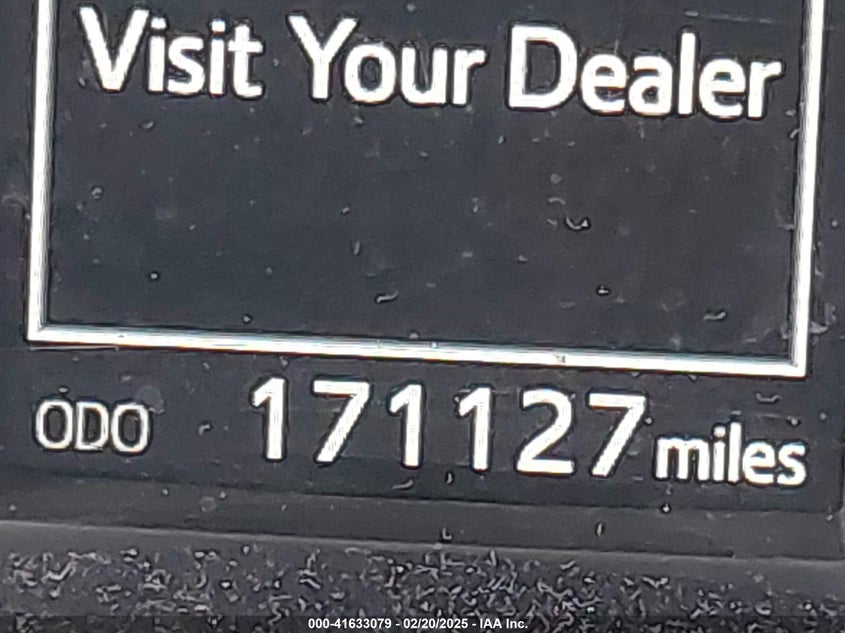 Visit Your Dealer
ODO 171127 miles
000-41633079 - 02/20/2025 - IAA Inc.